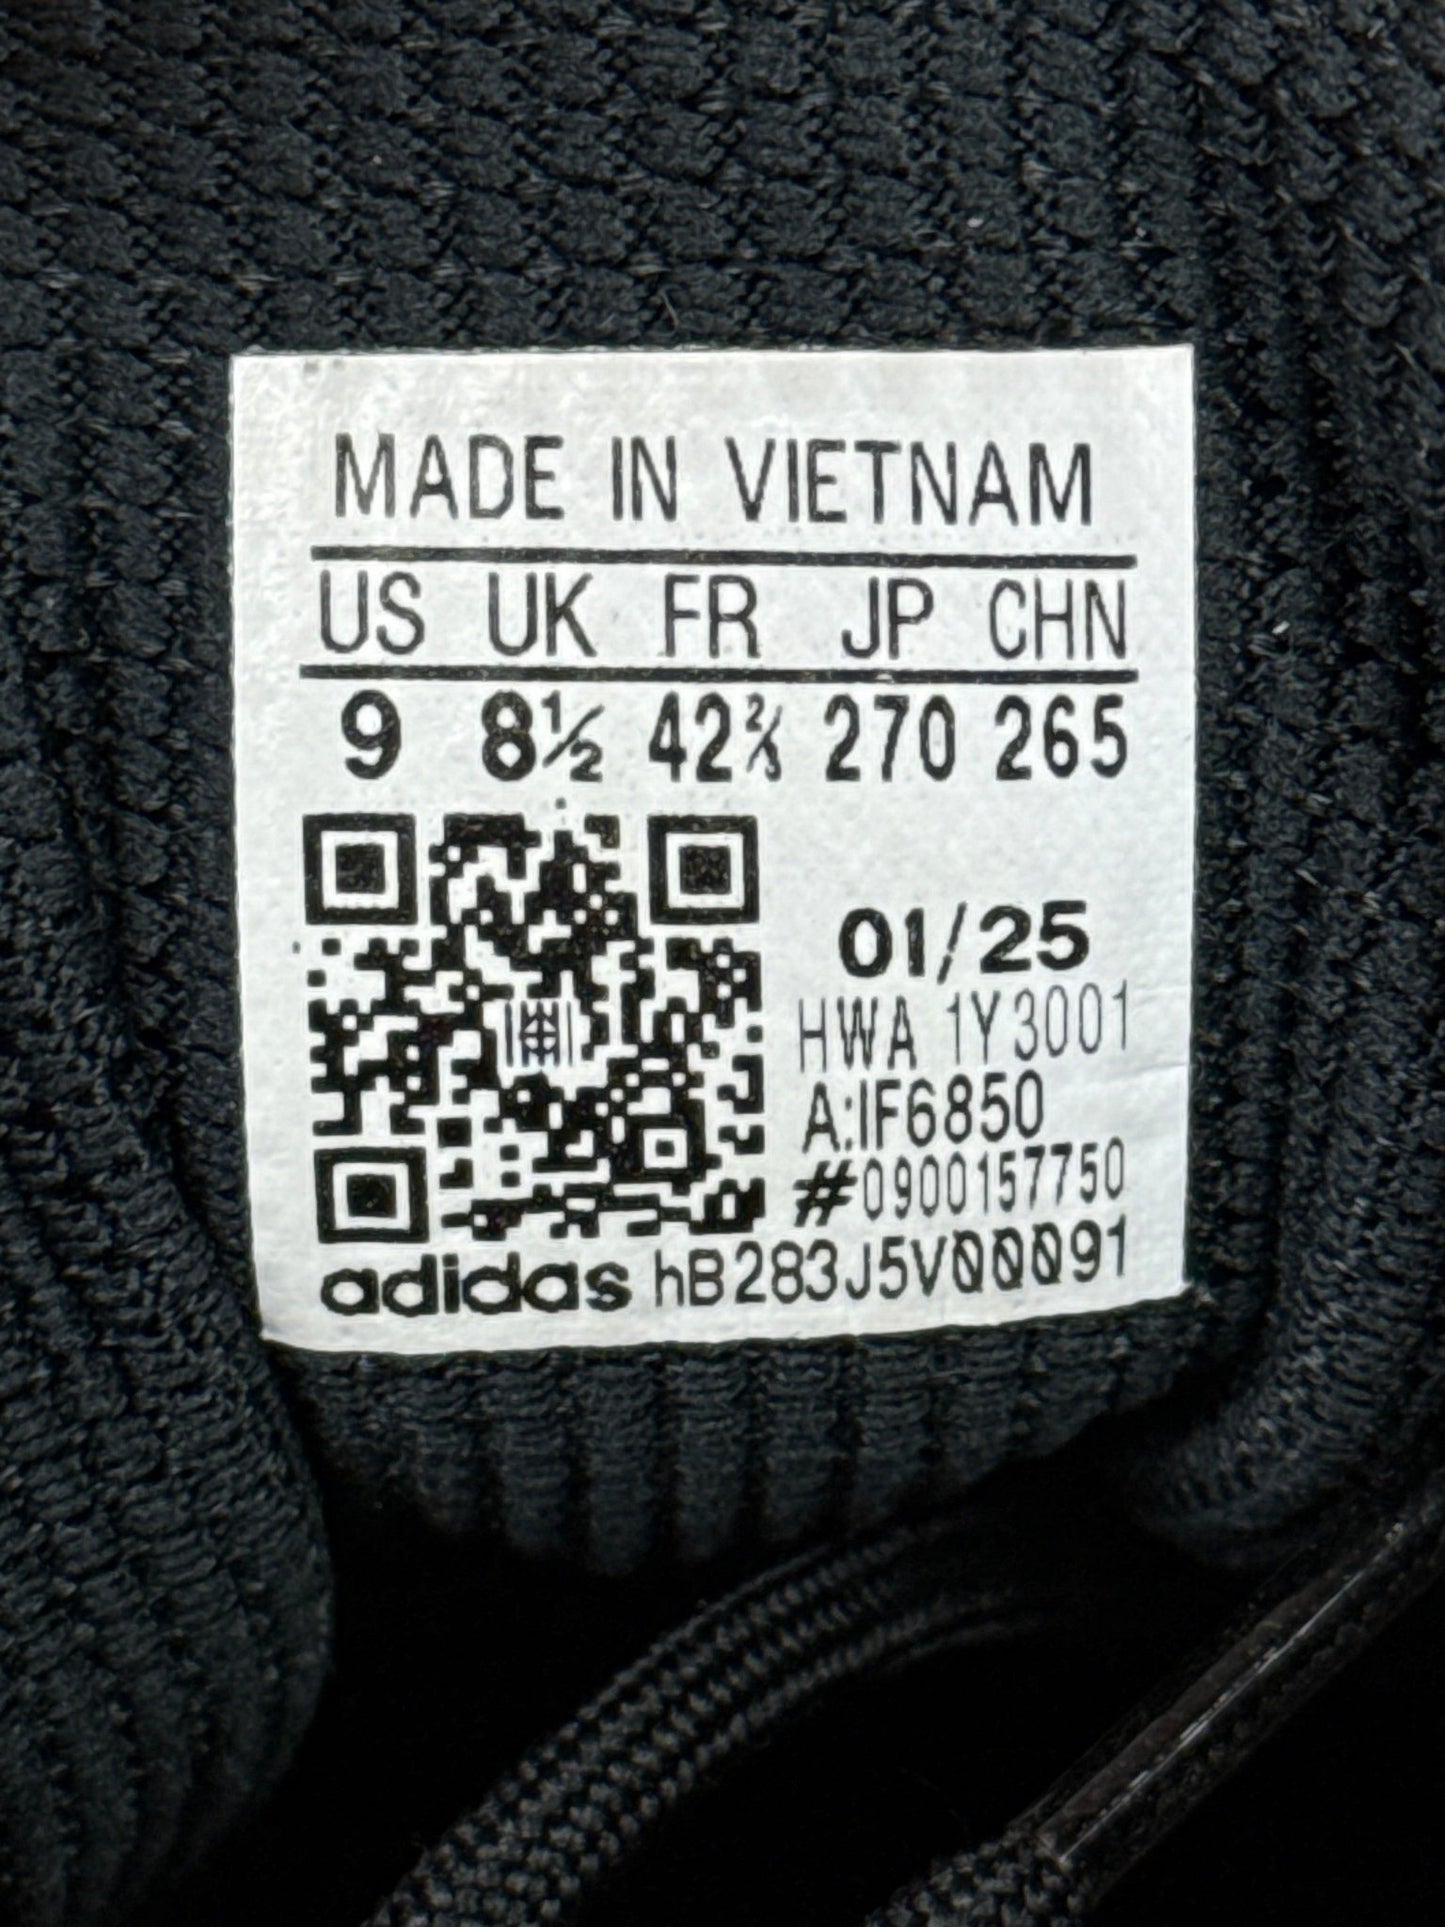 MADE IN VIETNAM
US UK FR JP CHN
9 8½ 42⅔ 270 265
01/25
HWA 1Y3001
A:IF6850
#0900157750
adidas hB283J5V00091